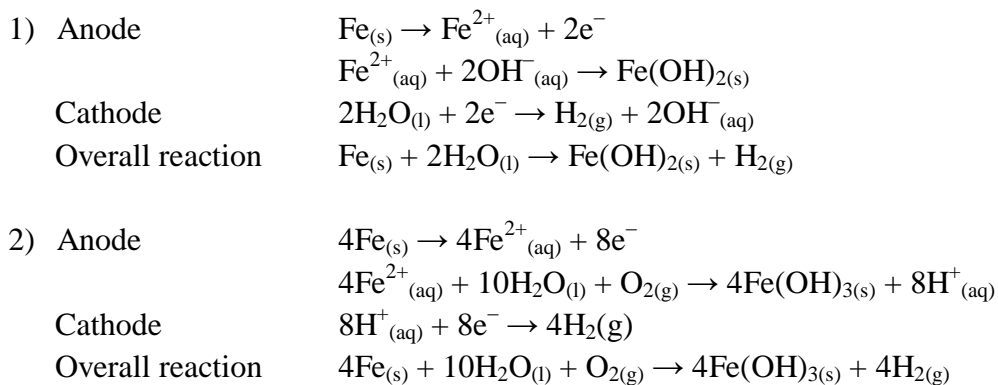 1) Anode Fe(s) → Fe²⁺(aq) + 2e⁻
Fe²⁺(aq) + 2OH⁻(aq) → Fe(OH)2(s)
Cathode 2H2O(l) + 2e⁻ → H2(g) + 2OH⁻(aq)
Overall reaction Fe(s) + 2H2O(l) → Fe(OH)2(s) + H2(g)
2) Anode 4Fe(s) → 4Fe²⁺(aq) + 8e⁻
4Fe²⁺(aq) + 10H2O(l) + O2(g) → 4Fe(OH)3(s) + 8H⁺(aq)
Cathode 8H⁺(aq) + 8e⁻ → 4H2(g)
Overall reaction 4Fe(s) + 10H2O(l) + O2(g) → 4Fe(OH)3(s) + 4H2(g)